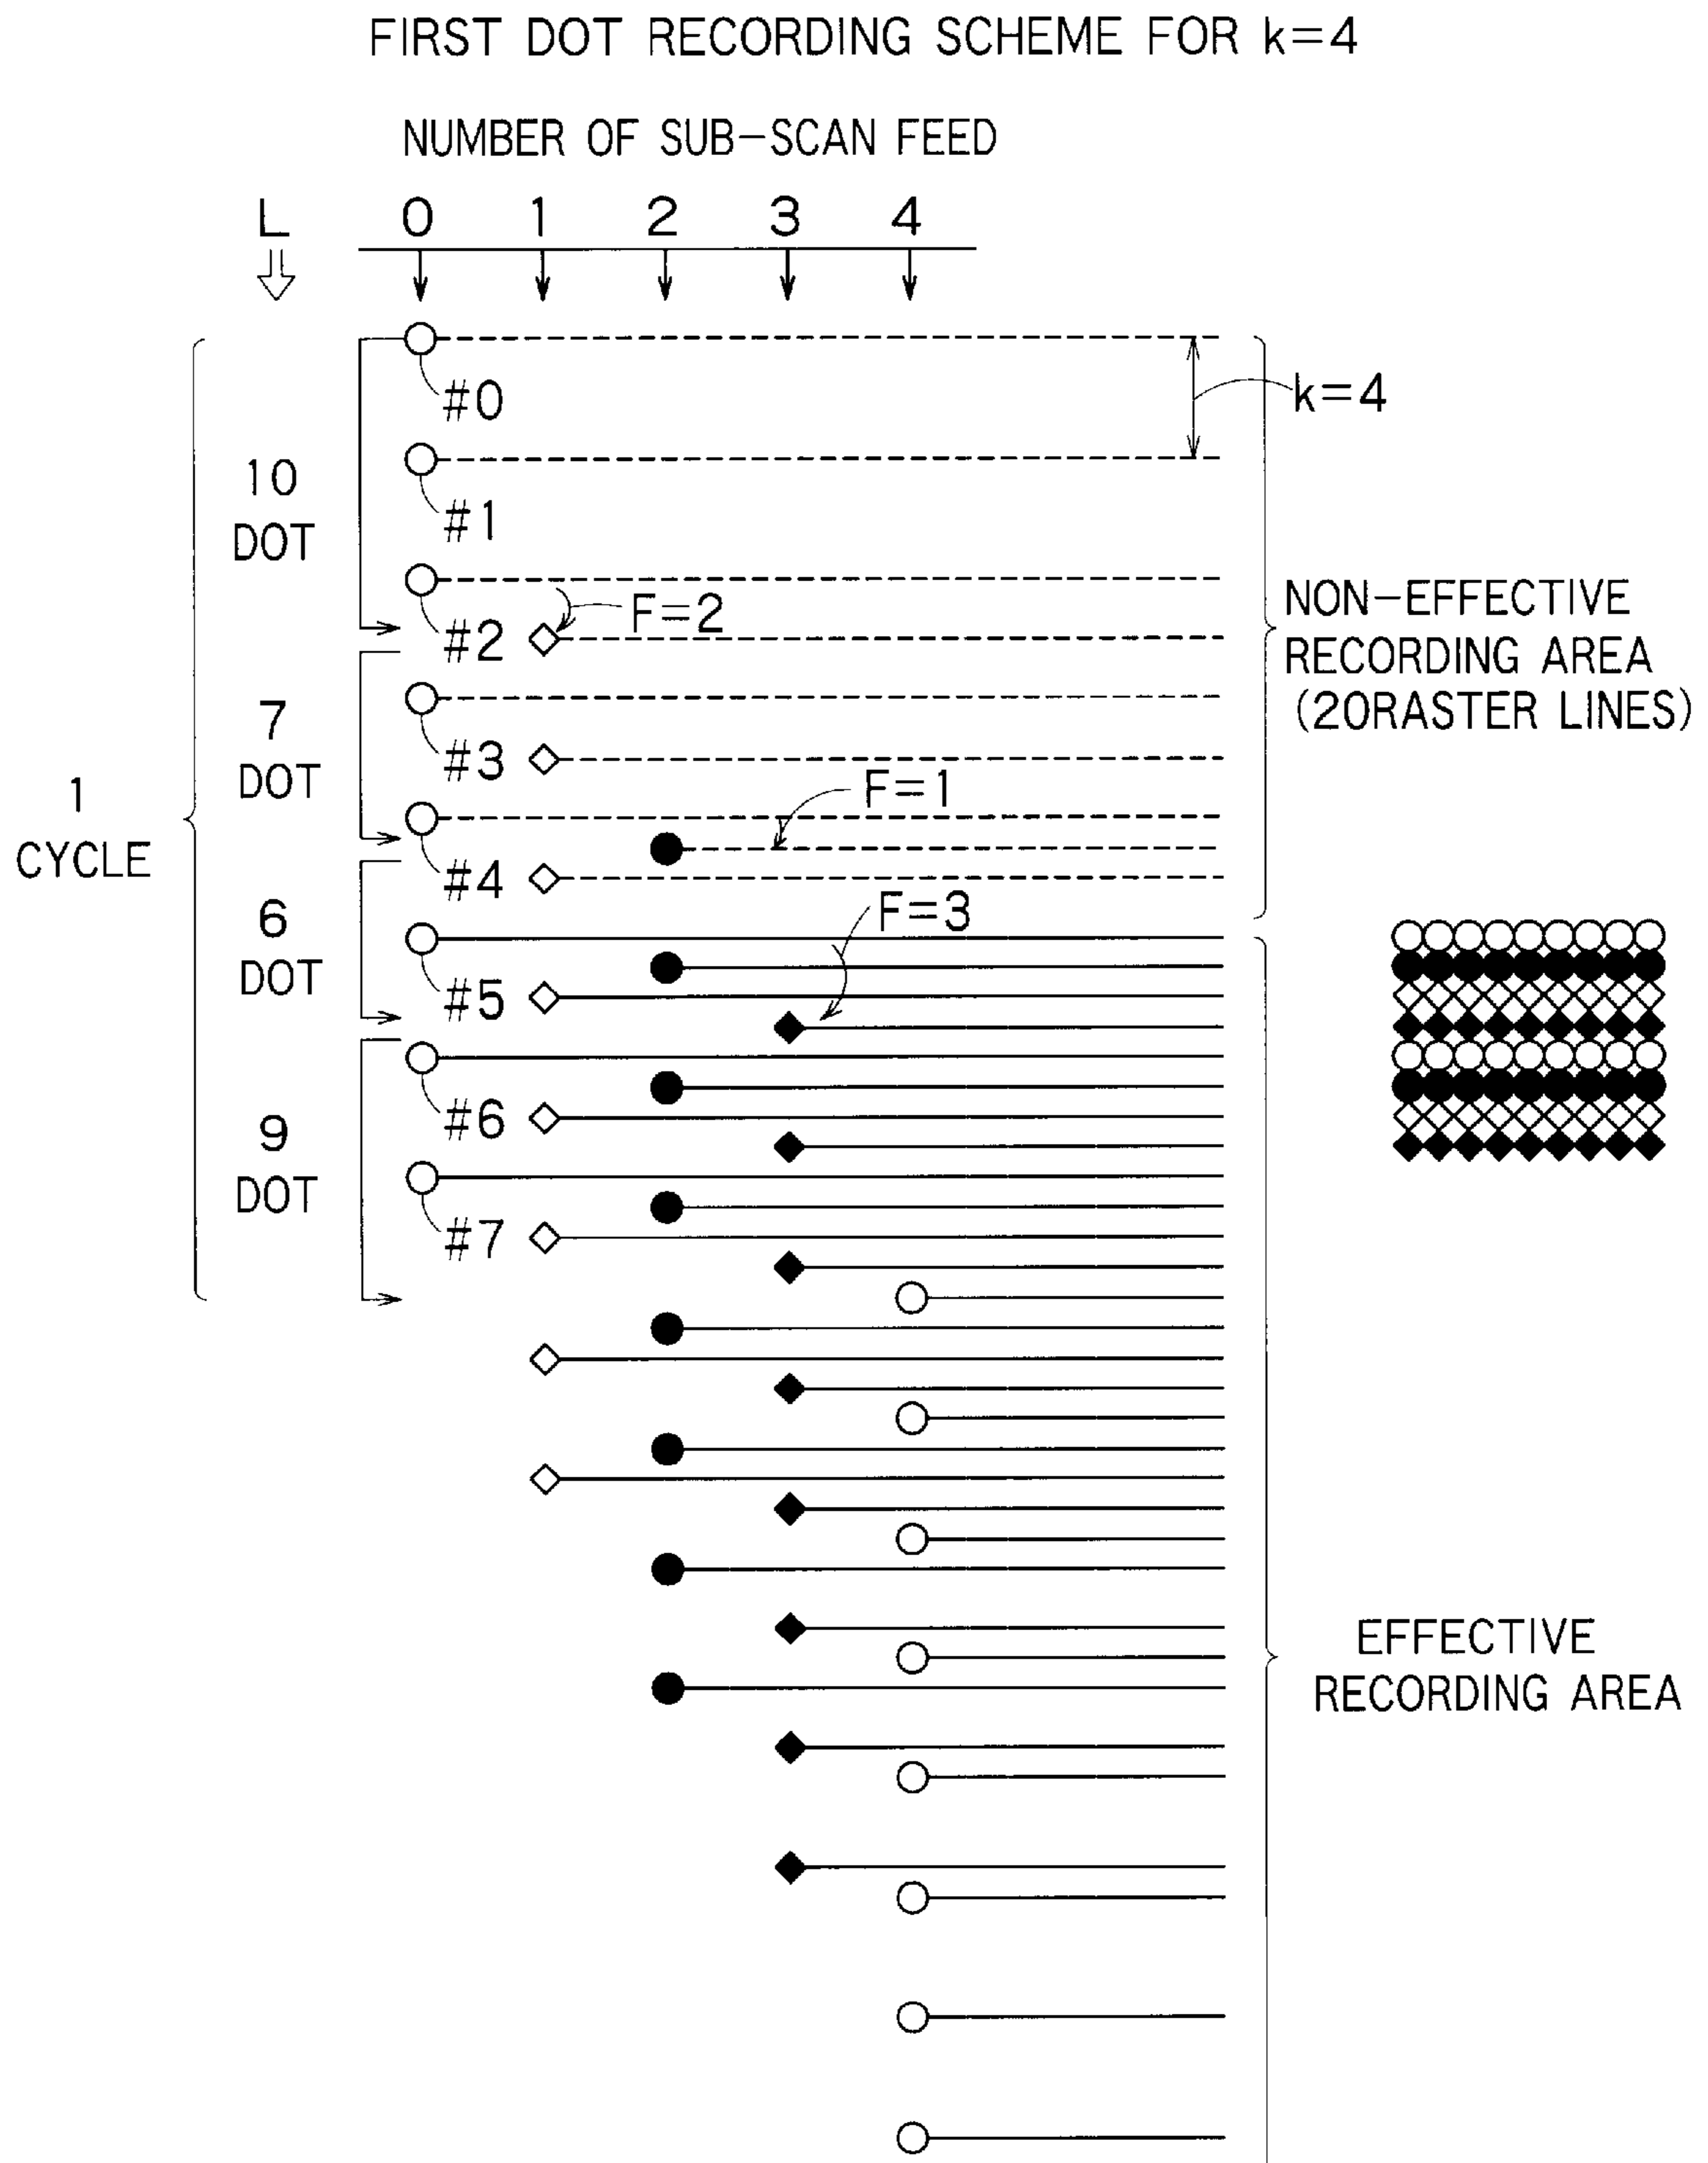 FIRST DOT RECORDING SCHEME FOR k=4
NUMBER OF SUB-SCAN FEED
L 0 1 2 3 4
#0
k=4
10
DOT
#1
NON-EFFECTIVE
RECORDING AREA
(20RASTER LINES)
F=2
#2
7
DOT
#3
1
CYCLE
F=1
#4
6
DOT
F=3
#5
9
DOT
#6
#7
EFFECTIVE
RECORDING AREA